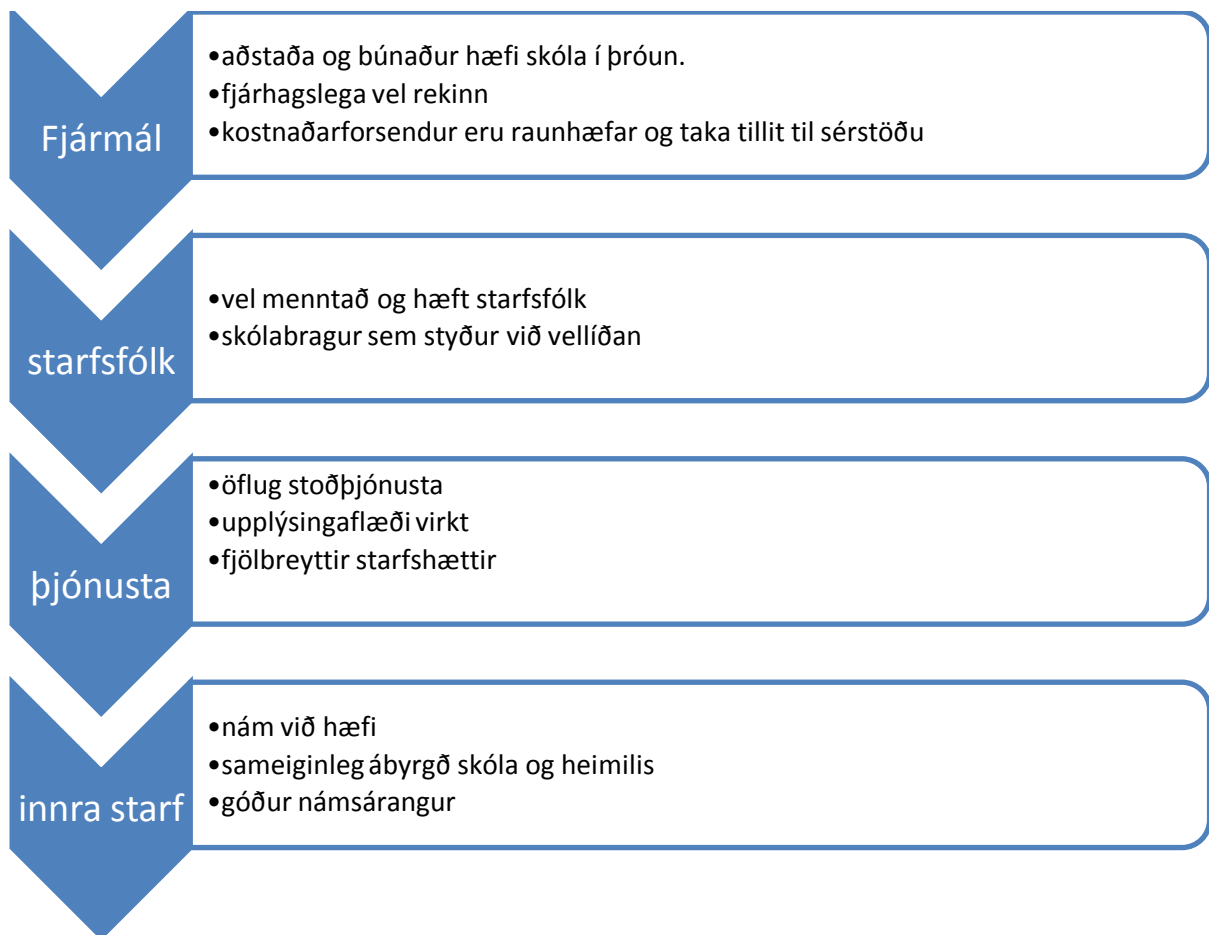 Fjármál
•aðstaða og búnaður hæfi skóla í þróun.
•fjárhagslega vel rekinn
•kostnaðarforsendur eru raunhæfar og taka tillit til sérstöðu
starfsfólk
•vel menntað og hæft starfsfólk
•skólabragur sem styður við vellíðan
þjónusta
•öflug stoðþjónusta
•upplýsingaflæði virkt
•fjölbreyttir starfshættir
innra starf
•nám við hæfi
•sameiginleg ábyrgð skóla og heimilis
•góður námsárangur